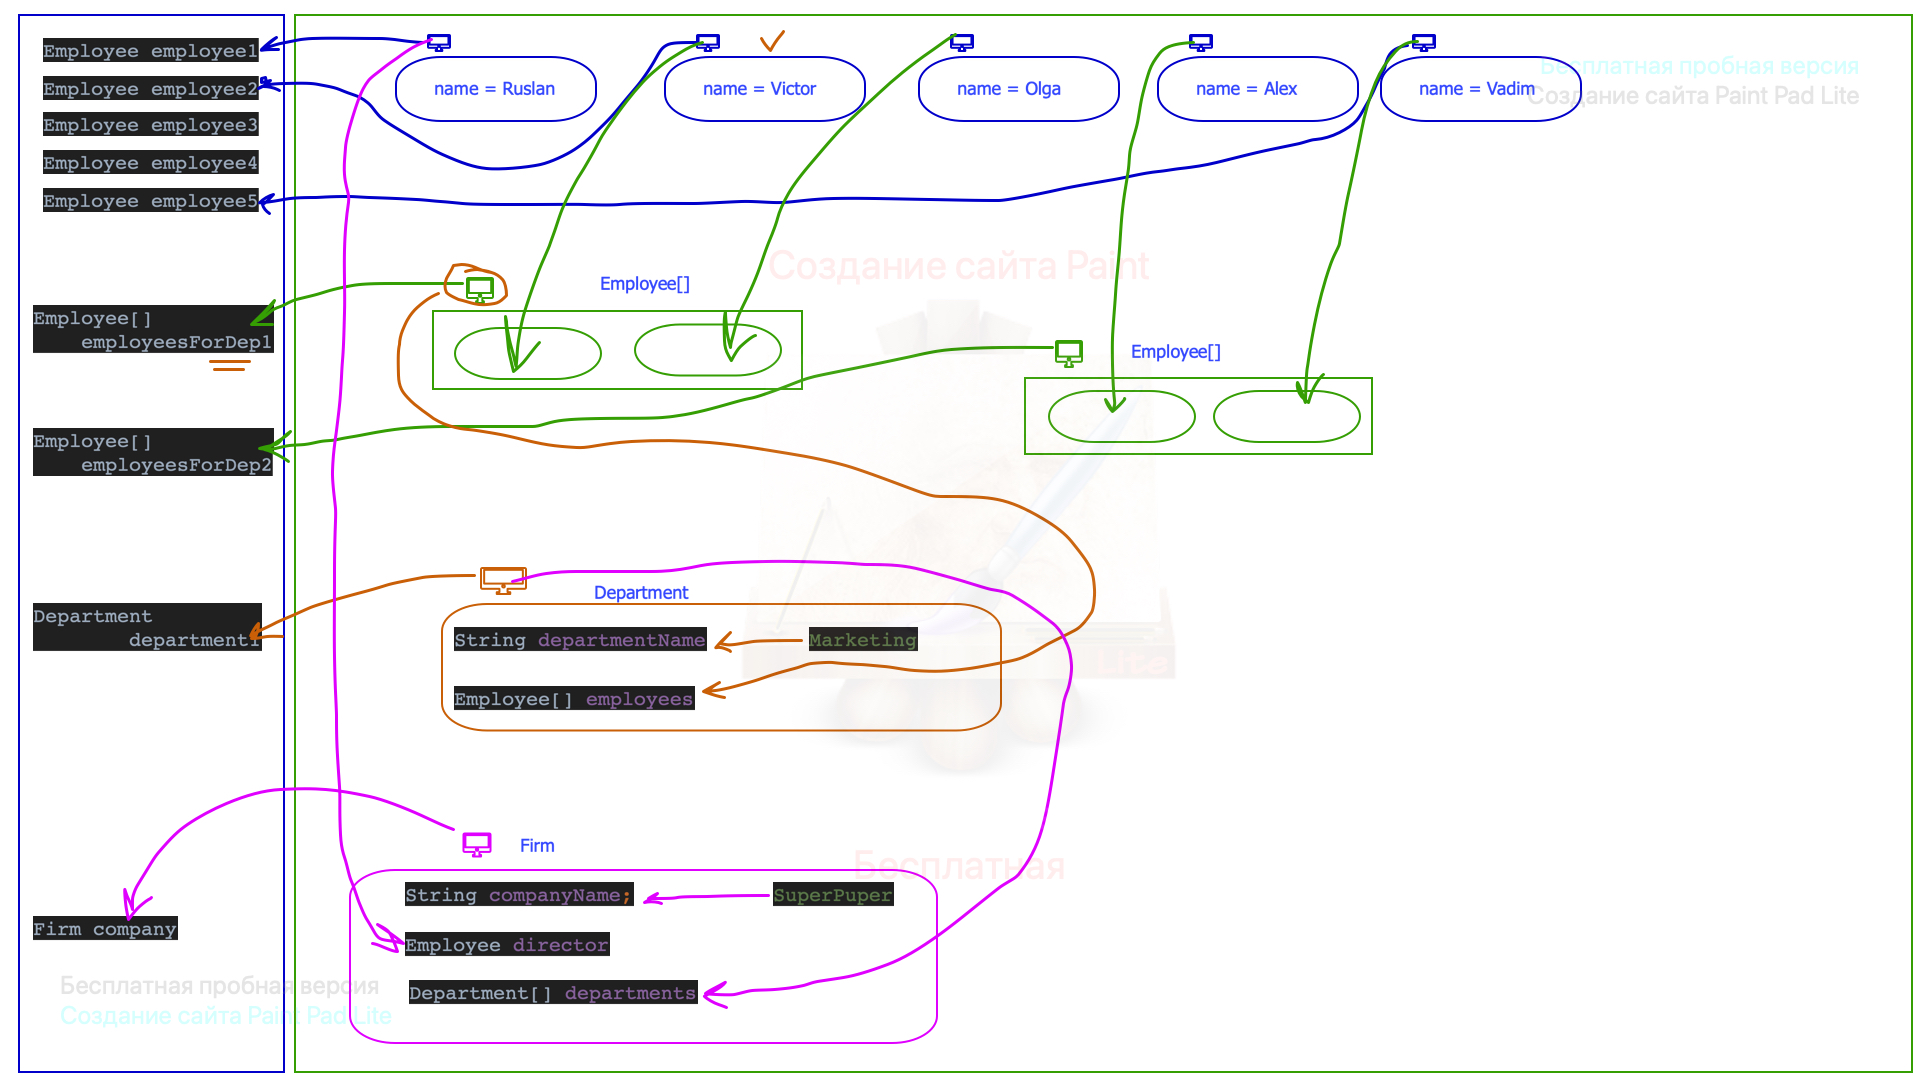 Employee employee1
Employee employee2
Employee employee3
Employee employee4
Employee employee5
name = Ruslan
name = Victor
name = Olga
name = Alex
name = Vadim
Бесплатная пробная версия
Создание сайта Paint Pad Lite
Создание сайта Paint
Employee[]
employeesForDep1
Employee[]
Employee[]
Employee[]
employeesForDep2
Department
department1
Department
String departmentName
Marketing
Employee[] employees
Lite
Firm
Бесплатная
String companyName;
SuperPuper
Firm company
Employee director
Department[] departments
Бесплатная пробная версия
Создание сайта Paint Pad Lite